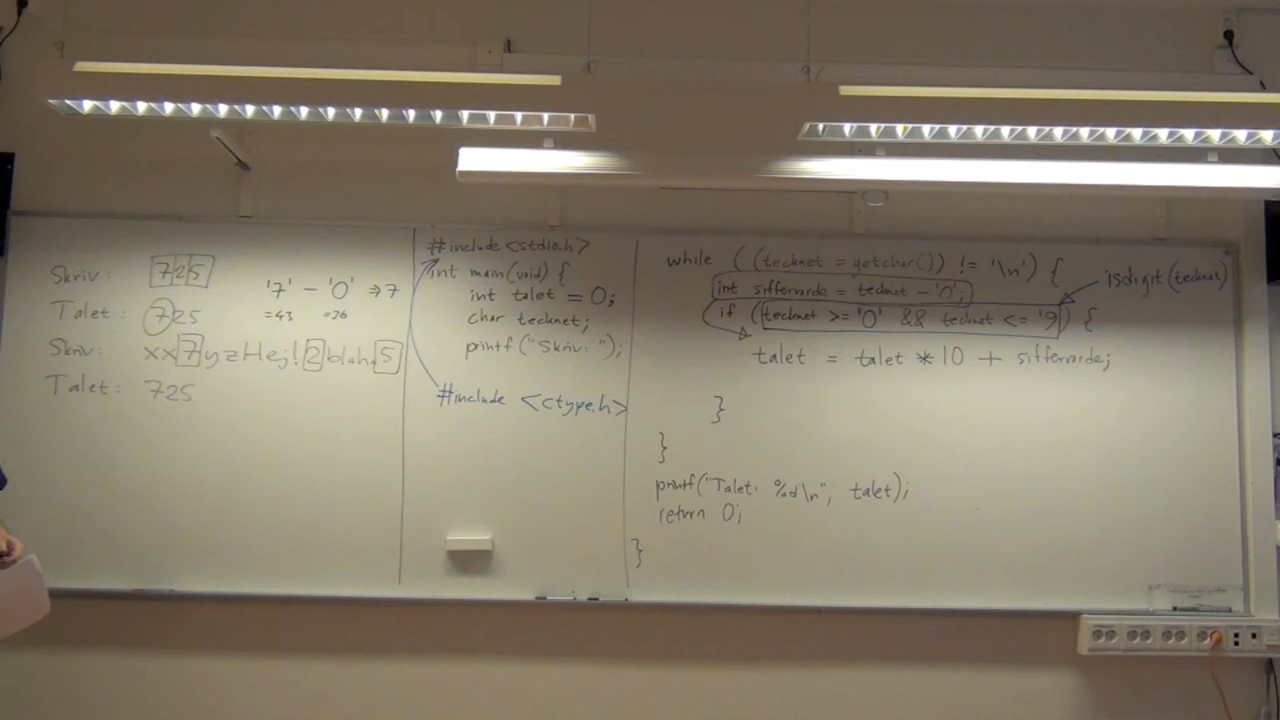 Skriv: 725
'7' - '0' => 7
=43 =36
Talet: 725
Skriv: xx7yzHej!2blah5
Talet: 725
#include <stdio.h>
int main(void) {
int talet = 0;
char tecknet;
printf("Skriv: ");
#include <ctype.h>
while ((tecknet = getchar()) != '\n') {
int siffervarde = tecknet - '0';
isdigit(tecknet)
if (tecknet >= '0' && tecknet <= '9) {
talet = talet * 10 + siffervarde;
}
}
printf("Talet: %d\n", talet);
return 0;
}